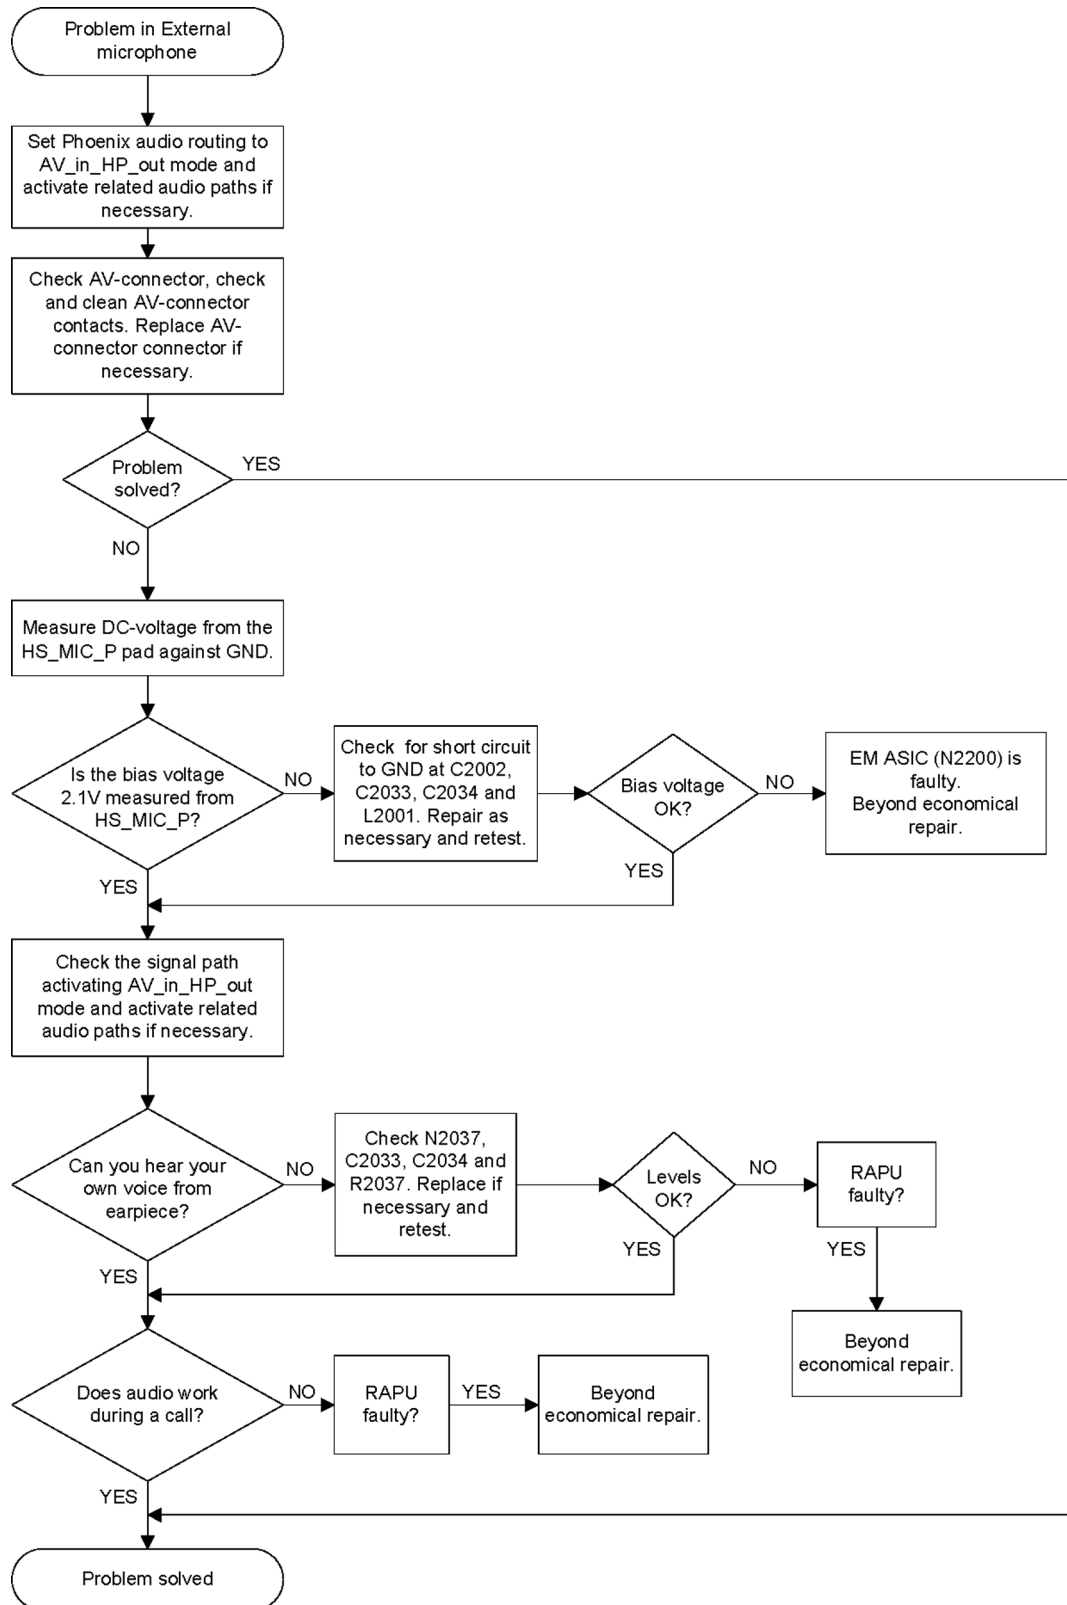 Problem in External
microphone
Set Phoenix audio routing to
AV_in_HP_out mode and
activate related audio paths if
necessary.
Check AV-connector, check
and clean AV-connector
contacts. Replace AV-
connector connector if
necessary.
Problem
solved?
YES
NO
Measure DC-voltage from the
HS_MIC_P pad against GND.
Is the bias voltage
2.1V measured from
HS_MIC_P?
NO
YES
Check  for short circuit
to GND at C2002,
C2033, C2034 and
L2001. Repair as
necessary and retest.
Bias voltage
OK?
NO
YES
EM ASIC (N2200) is
faulty.
Beyond economical
repair.
Check the signal path
activating AV_in_HP_out
mode and activate related
audio paths if necessary.
Can you hear your
own voice from
earpiece?
NO
YES
Check N2037,
C2033, C2034 and
R2037. Replace if
necessary and
retest.
Levels
OK?
NO
YES
RAPU
faulty?
YES
Beyond
economical repair.
Does audio work
during a call?
NO
YES
RAPU
faulty?
YES
Beyond
economical repair.
Problem solved